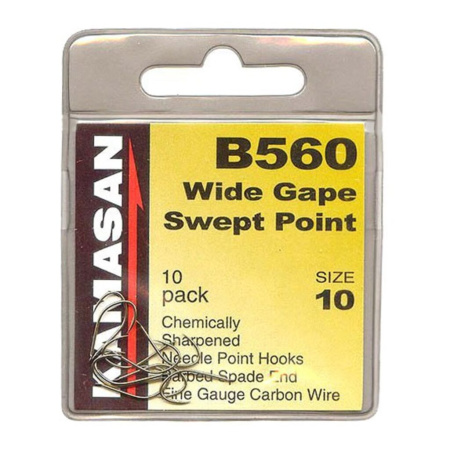 KAMASAN
B560
Wide Gape
Swept Point
10
pack
SIZE
10
Chemically
Sharpened
Needle Point Hooks
Barbed Spade End
Fine Gauge Carbon Wire